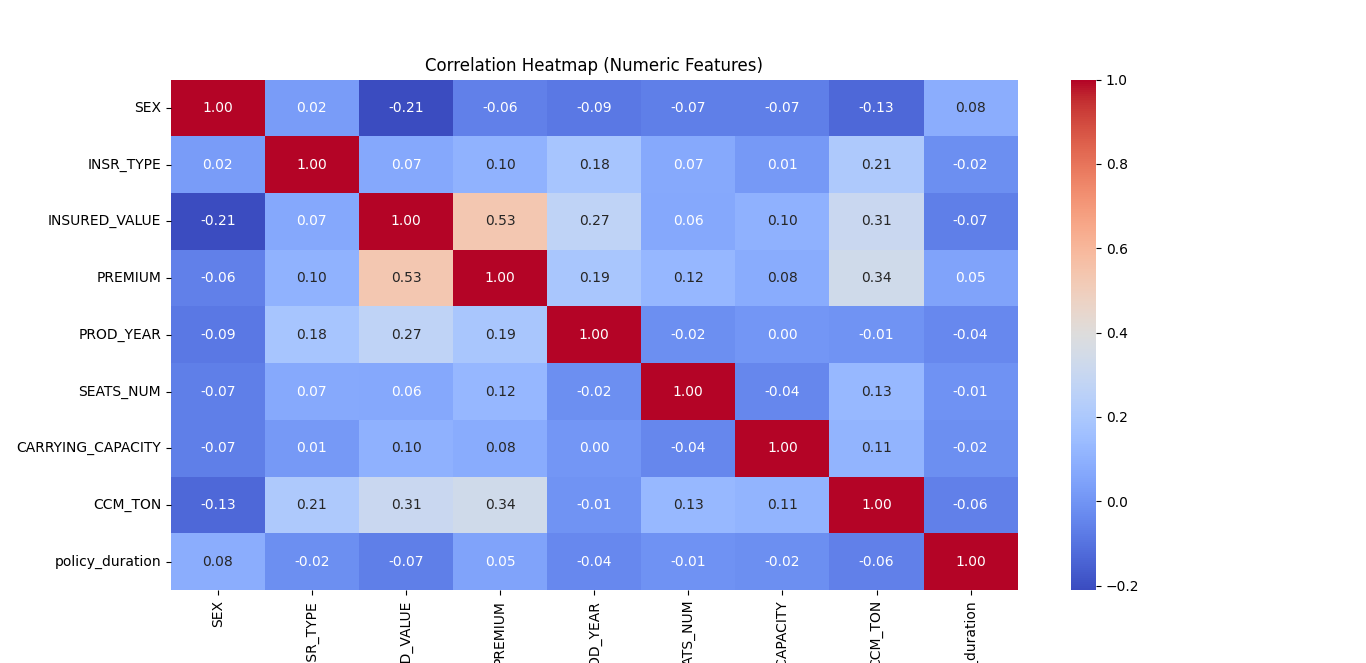 Correlation Heatmap (Numeric Features)
SEX 1.00 0.02 -0.21 -0.06 -0.09 -0.07 -0.07 -0.13 0.08
INSR_TYPE 0.02 1.00 0.07 0.10 0.18 0.07 0.01 0.21 -0.02
INSURED_VALUE -0.21 0.07 1.00 0.53 0.27 0.06 0.10 0.31 -0.07
PREMIUM -0.06 0.10 0.53 1.00 0.19 0.12 0.08 0.34 0.05
PROD_YEAR -0.09 0.18 0.27 0.19 1.00 -0.02 0.00 -0.01 -0.04
SEATS_NUM -0.07 0.07 0.06 0.12 -0.02 1.00 -0.04 0.13 -0.01
CARRYING_CAPACITY -0.07 0.01 0.10 0.08 0.00 -0.04 1.00 0.11 -0.02
CCM_TON -0.13 0.21 0.31 0.34 -0.01 0.13 0.11 1.00 -0.06
policy_duration 0.08 -0.02 -0.07 0.05 -0.04 -0.01 -0.02 -0.06 1.00
SEX SR_TYPE D_VALUE PREMIUM OD_YEAR ATS_NUM CAPACITY CCM_TON _duration
1.0
0.8
0.6
0.4
0.2
0.0
−0.2